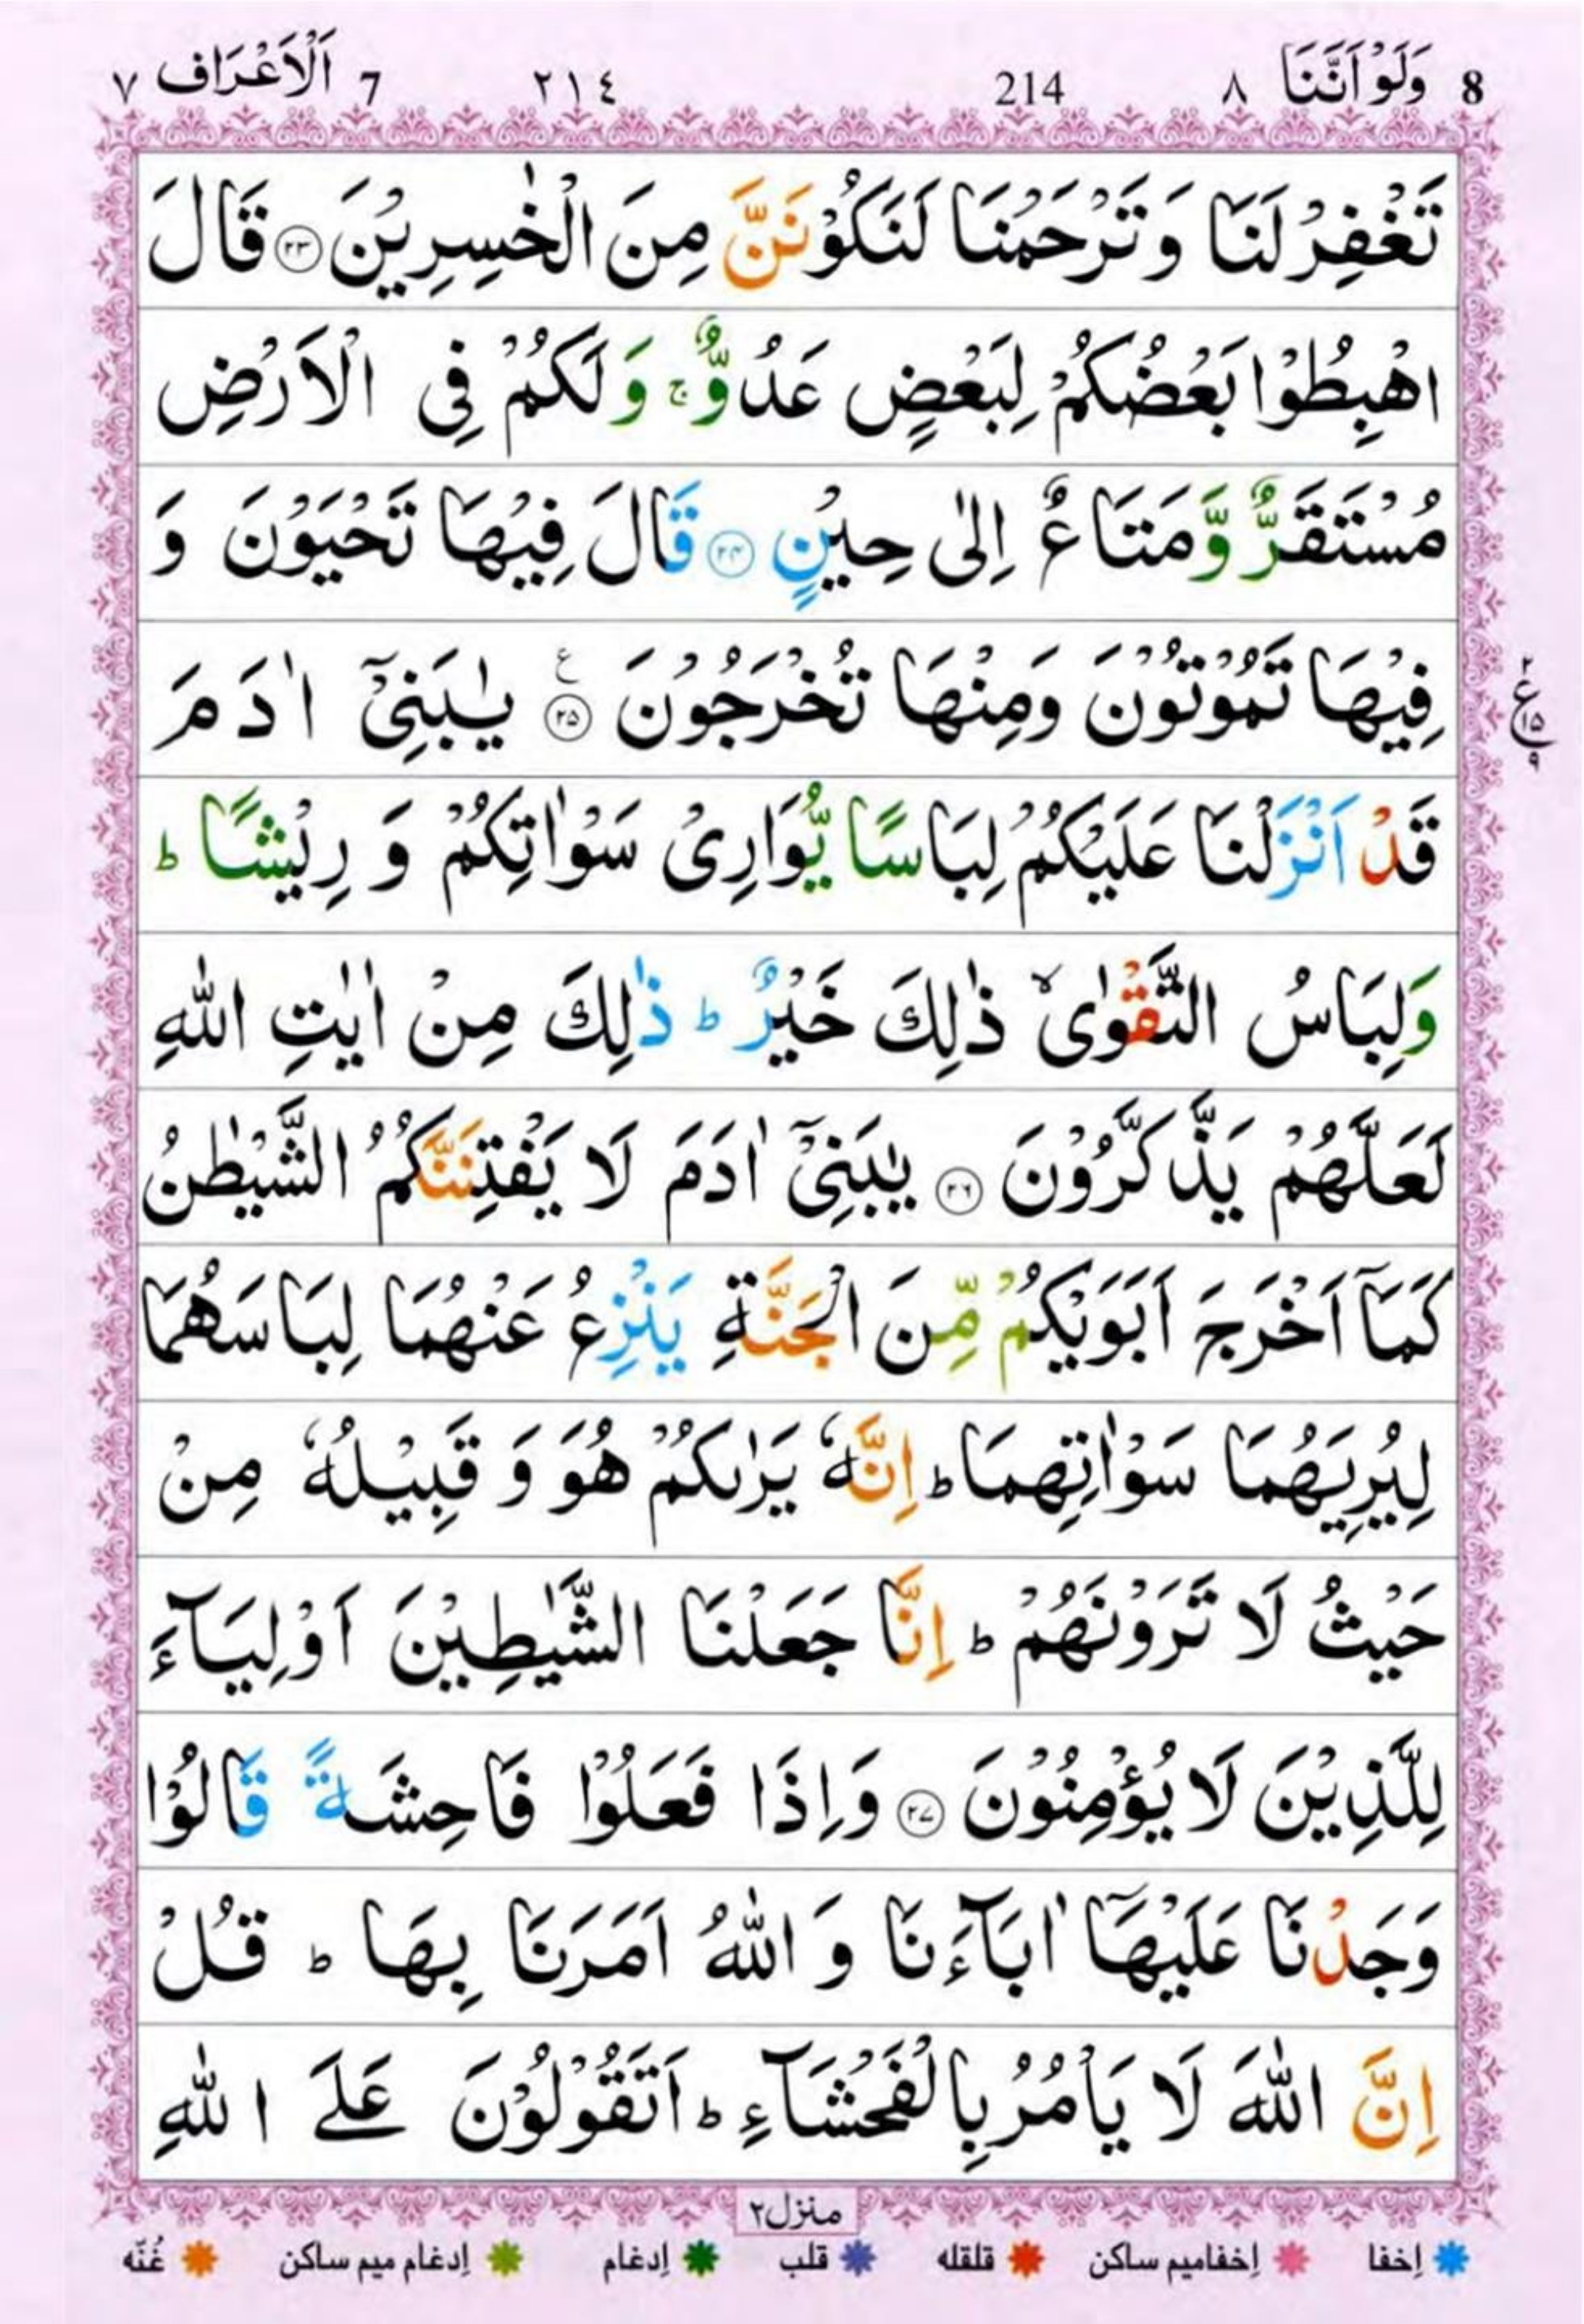 8 وَلَوْ اَنَّنَا ٨ 214 ٢١٤ 7 اَلْاَعْرَاف ٧
تَغْفِرْ لَنَا وَ تَرْحَمْنَا لَنَكُوْنَنَّ مِنَ الْخٰسِرِيْنَ ﴿٢٣﴾ قَالَ
اهْبِطُوْا بَعْضُكُمْ لِبَعْضٍ عَدُوٌّ ۚ وَ لَكُمْ فِى الْاَرْضِ
مُسْتَقَرٌّ وَّ مَتَاعٌ اِلٰى حِيْنٍ ﴿٢٤﴾ قَالَ فِيْهَا تَحْيَوْنَ وَ
فِيْهَا تَمُوْتُوْنَ وَمِنْهَا تُخْرَجُوْنَ ﴿٢٥﴾ ع يٰبَنِىْۤ اٰدَمَ
٢ ع ١٥ ٩
قَدْ اَنْزَلْنَا عَلَيْكُمْ لِبَاسًا يُّوَارِىْ سَوْاٰتِكُمْ وَ رِيْشًا ؕ
وَلِبَاسُ التَّقْوٰى ۙ ذٰلِكَ خَيْرٌ ؕ ذٰلِكَ مِنْ اٰيٰتِ اللّٰهِ
لَعَلَّهُمْ يَذَّكَّرُوْنَ ﴿٢٦﴾ يٰبَنِىْۤ اٰدَمَ لَا يَفْتِنَنَّكُمُ الشَّيْطٰنُ
كَمَاۤ اَخْرَجَ اَبَوَيْكُمْ مِّنَ الْجَنَّةِ يَنْزِعُ عَنْهُمَا لِبَاسَهُمَا
لِيُرِيَهُمَا سَوْاٰتِهِمَا ؕ اِنَّهٗ يَرٰىكُمْ هُوَ وَ قَبِيْلُهٗ مِنْ
حَيْثُ لَا تَرَوْنَهُمْ ؕ اِنَّا جَعَلْنَا الشَّيٰطِيْنَ اَوْلِيَآءَ
لِلَّذِيْنَ لَا يُؤْمِنُوْنَ ﴿٢٧﴾ وَاِذَا فَعَلُوْا فَاحِشَةً قَالُوْا
وَجَدْنَا عَلَيْهَاۤ اٰبَآءَنَا وَ اللّٰهُ اَمَرَنَا بِهَا ؕ قُلْ
اِنَّ اللّٰهَ لَا يَاْمُرُ بِالْفَحْشَآءِ ؕ اَتَقُوْلُوْنَ عَلَى اللّٰهِ
منزل٢
إخفا إخفاميم ساكن قلقله قلب إدغام إدغام ميم ساكن غُنّه